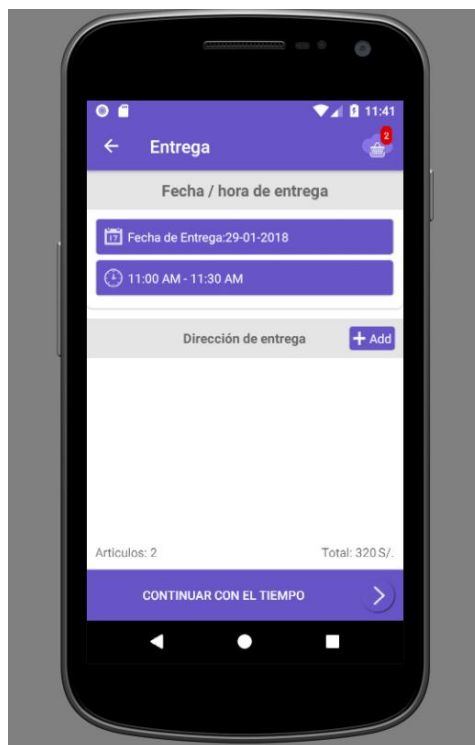 11:41
Entrega
2
Fecha / hora de entrega
17
Fecha de Entrega:29-01-2018
11:00 AM - 11:30 AM
Dirección de entrega
+ Add
Articulos: 2
Total: 320 S/.
CONTINUAR CON EL TIEMPO